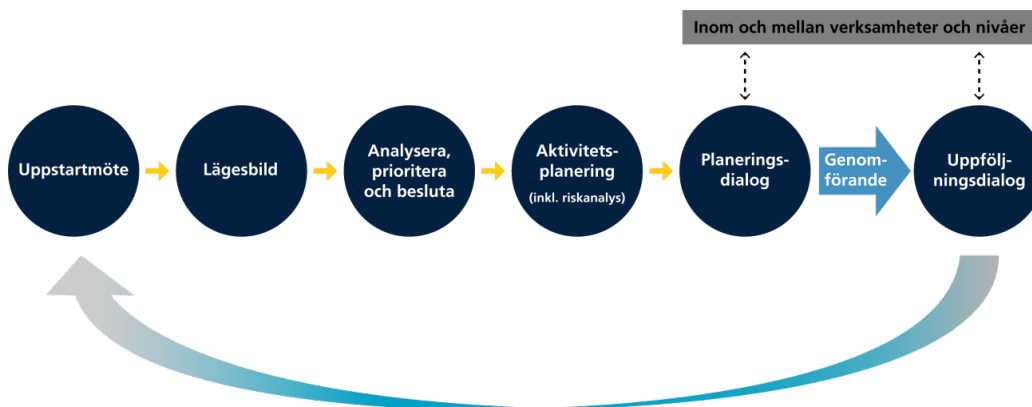 Inom och mellan verksamheter och nivåer
Uppstartmöte
Lägesbild
Analysera,
prioritera
och besluta
Aktivitets-
planering
(inkl. riskanalys)
Planerings-
dialog
Genom-
förande
Uppfölj-
ningsdialog